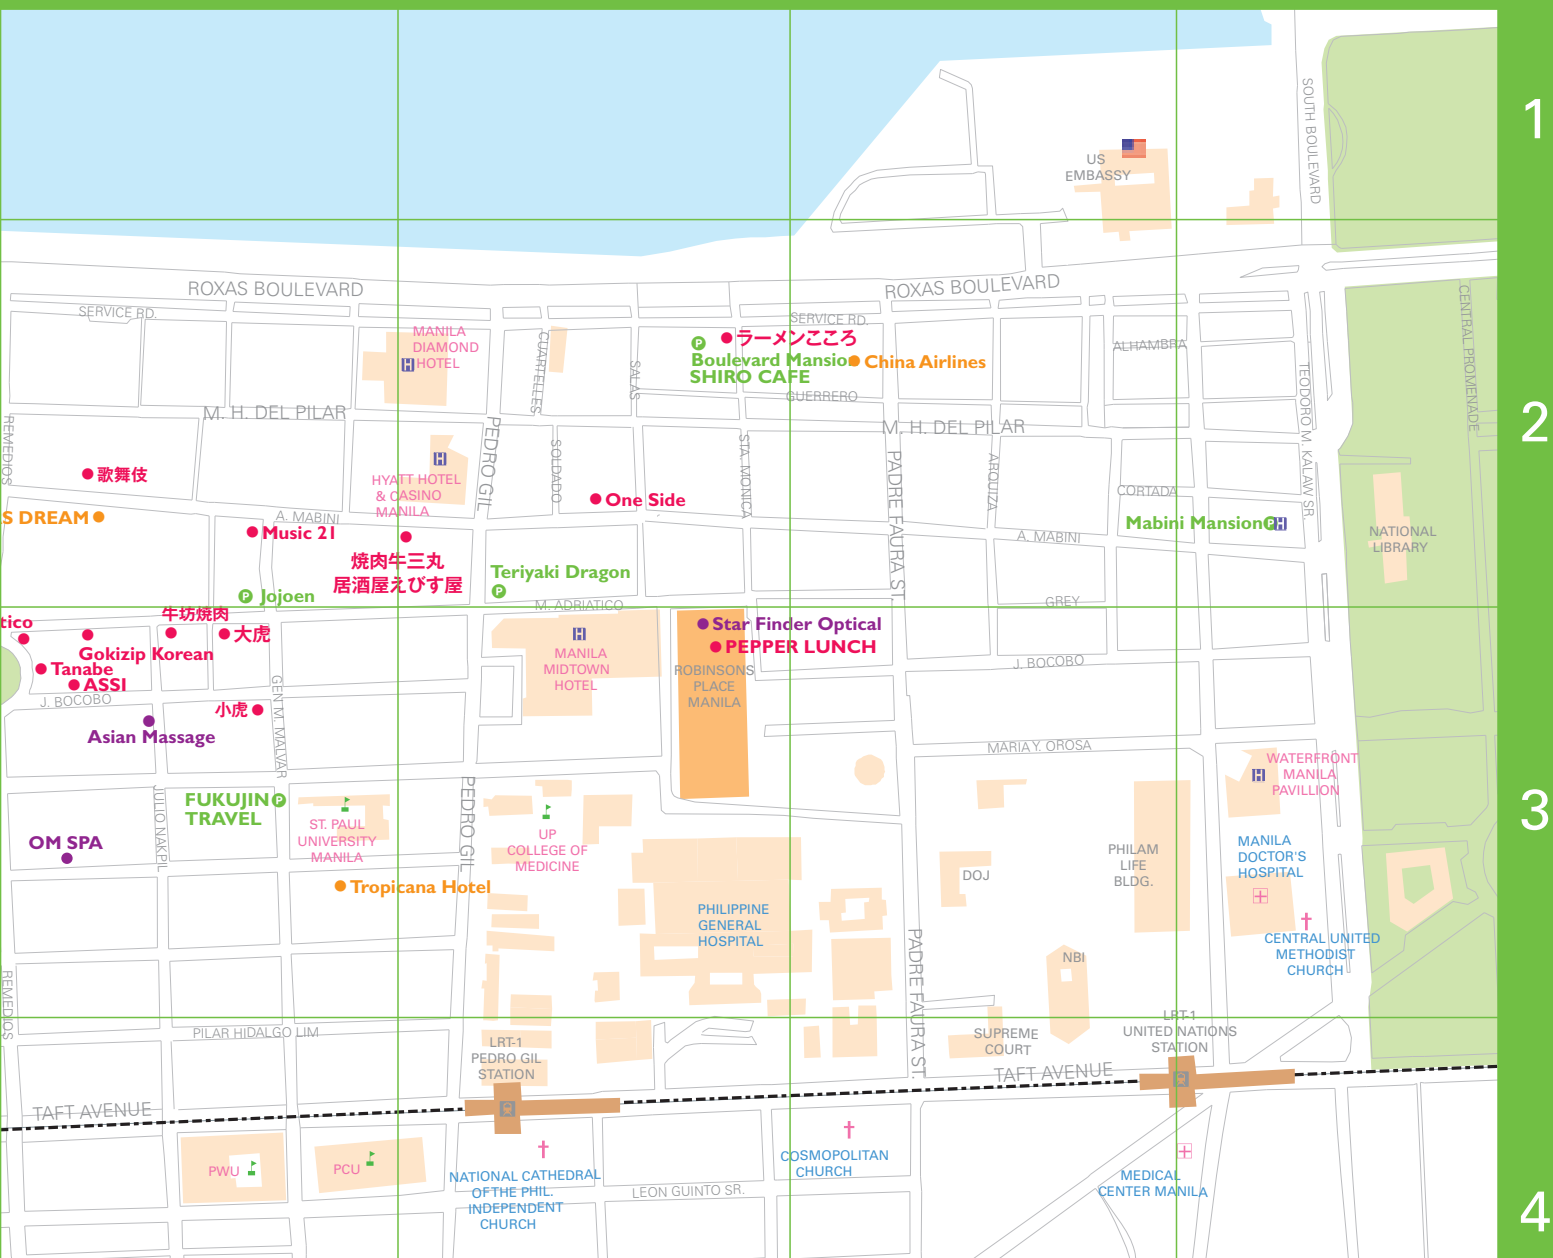 1
SOUTH BOULEVARD
US
EMBASSY
ROXAS BOULEVARD
ROXAS BOULEVARD
SERVICE RD.
SERVICE RD.
MANILA
DIAMOND
HOTEL
H
CUARTELLES
SALAS
P
ラーメンこころ
Boulevard Mansion
SHIRO CAFE
China Airlines
GUERRERO
ALHAMBRA
TEODORO M. KALAW SR.
CENTRAL PROMENADE
2
M. H. DEL PILAR
M. H. DEL PILAR
REMEDIOS
PEDRO GIL
SOLDADO
STA. MONICA
PADRE FAURA ST.
ARQUIZA
歌舞伎
H
HYATT HOTEL
& CASINO
MANILA
One Side
CORTADA
S DREAM
A. MABINI
Music 21
Mabini Mansion
P
H
A. MABINI
NATIONAL
LIBRARY
焼肉牛三丸
居酒屋えびす屋
Teriyaki Dragon
P
P
Jojoen
M. ADRIATICO
GREY
牛坊焼肉
tico
大虎
Gokizip Korean
Tanabe
ASSI
J. BOCOBO
GEN. M. MALVAR
小虎
Asian Massage
H
MANILA
MIDTOWN
HOTEL
Star Finder Optical
PEPPER LUNCH
ROBINSONS
PLACE
MANILA
J. BOCOBO
MARIA Y. OROSA
WATERFRONT
MANILA
PAVILLION
H
3
FUKUJIN
TRAVEL
P
JULIO NAKPIL
OM SPA
ST. PAUL
UNIVERSITY
MANILA
PEDRO GIL
UP
COLLEGE OF
MEDICINE
Tropicana Hotel
PHILIPPINE
GENERAL
HOSPITAL
DOJ
PHILAM
LIFE
BLDG.
MANILA
DOCTOR'S
HOSPITAL
CENTRAL UNITED
METHODIST
CHURCH
NBI
PADRE FAURA ST.
REMEDIOS
PILAR HIDALGO LIM
LRT-1
PEDRO GIL
STATION
SUPREME
COURT
LRT-1
UNITED NATIONS
STATION
TAFT AVENUE
TAFT AVENUE
PWU
PCU
NATIONAL CATHEDRAL
OF THE PHIL.
INDEPENDENT
CHURCH
COSMOPOLITAN
CHURCH
LEON GUINTO SR.
MEDICAL
CENTER MANILA
4